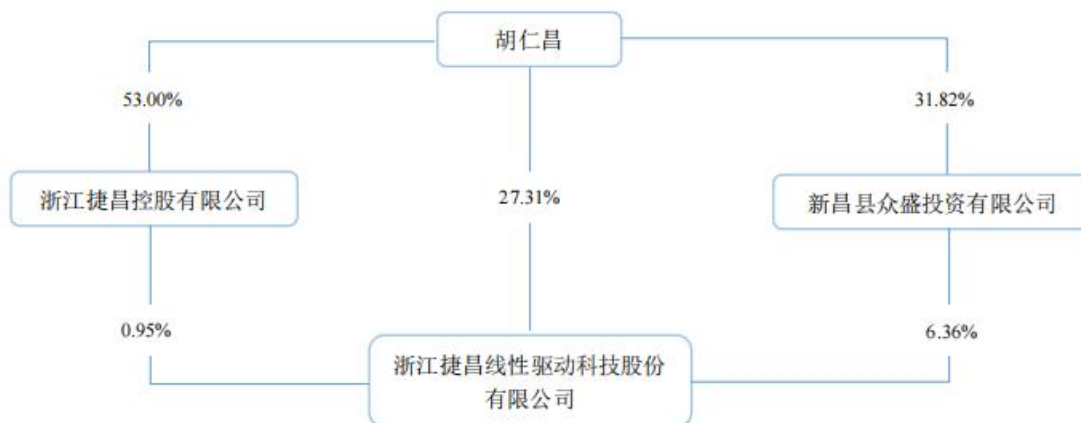 胡仁昌
53.00%
31.82%
浙江捷昌控股有限公司
27.31%
新昌县众盛投资有限公司
0.95%
6.36%
浙江捷昌线性驱动科技股份
有限公司